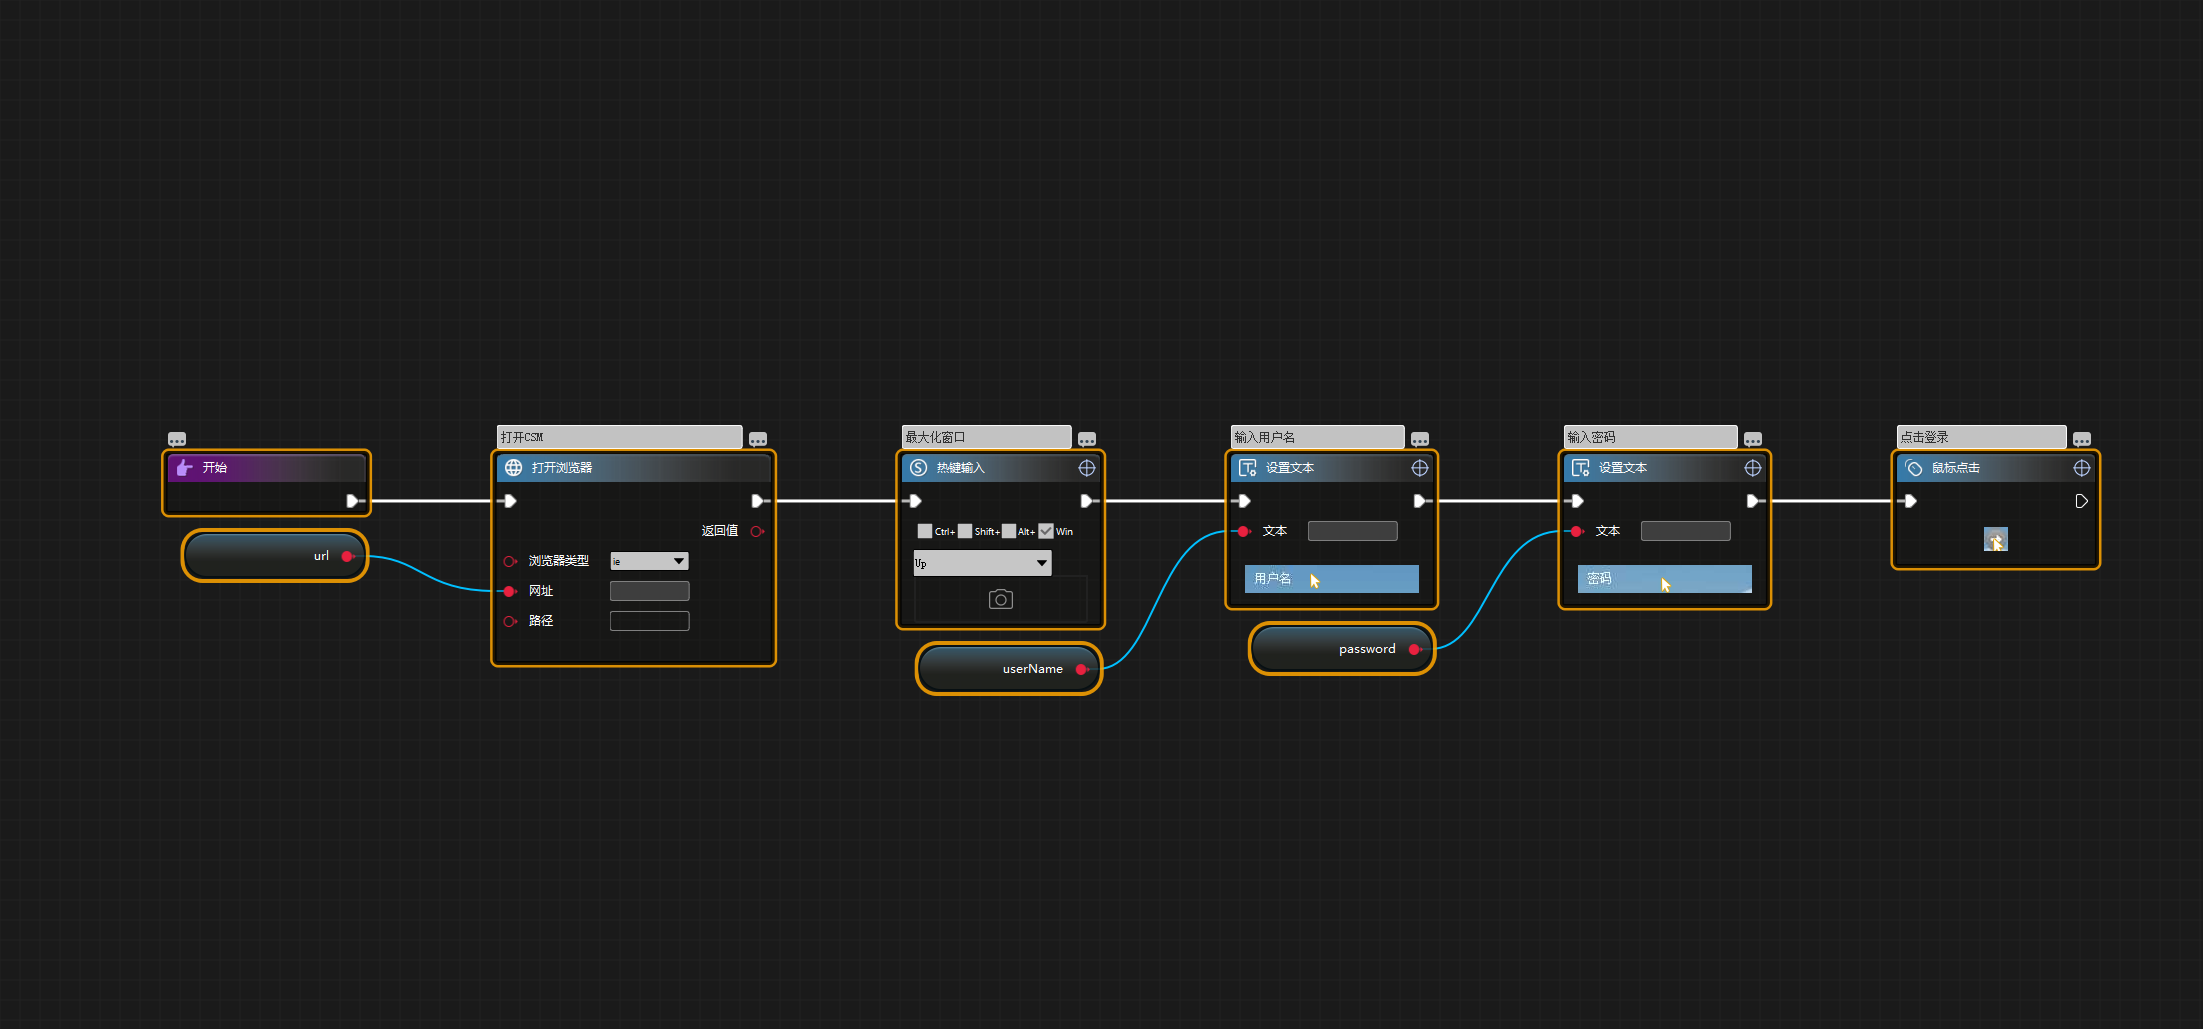 开始
url
打开CSM
打开浏览器
返回值
浏览器类型
ie
网址
路径
最大化窗口
热键输入
Ctrl+ Shift+ Alt+ Win
Up
userName
输入用户名
设置文本
文本
用户名
password
输入密码
设置文本
文本
密码
点击登录
鼠标点击